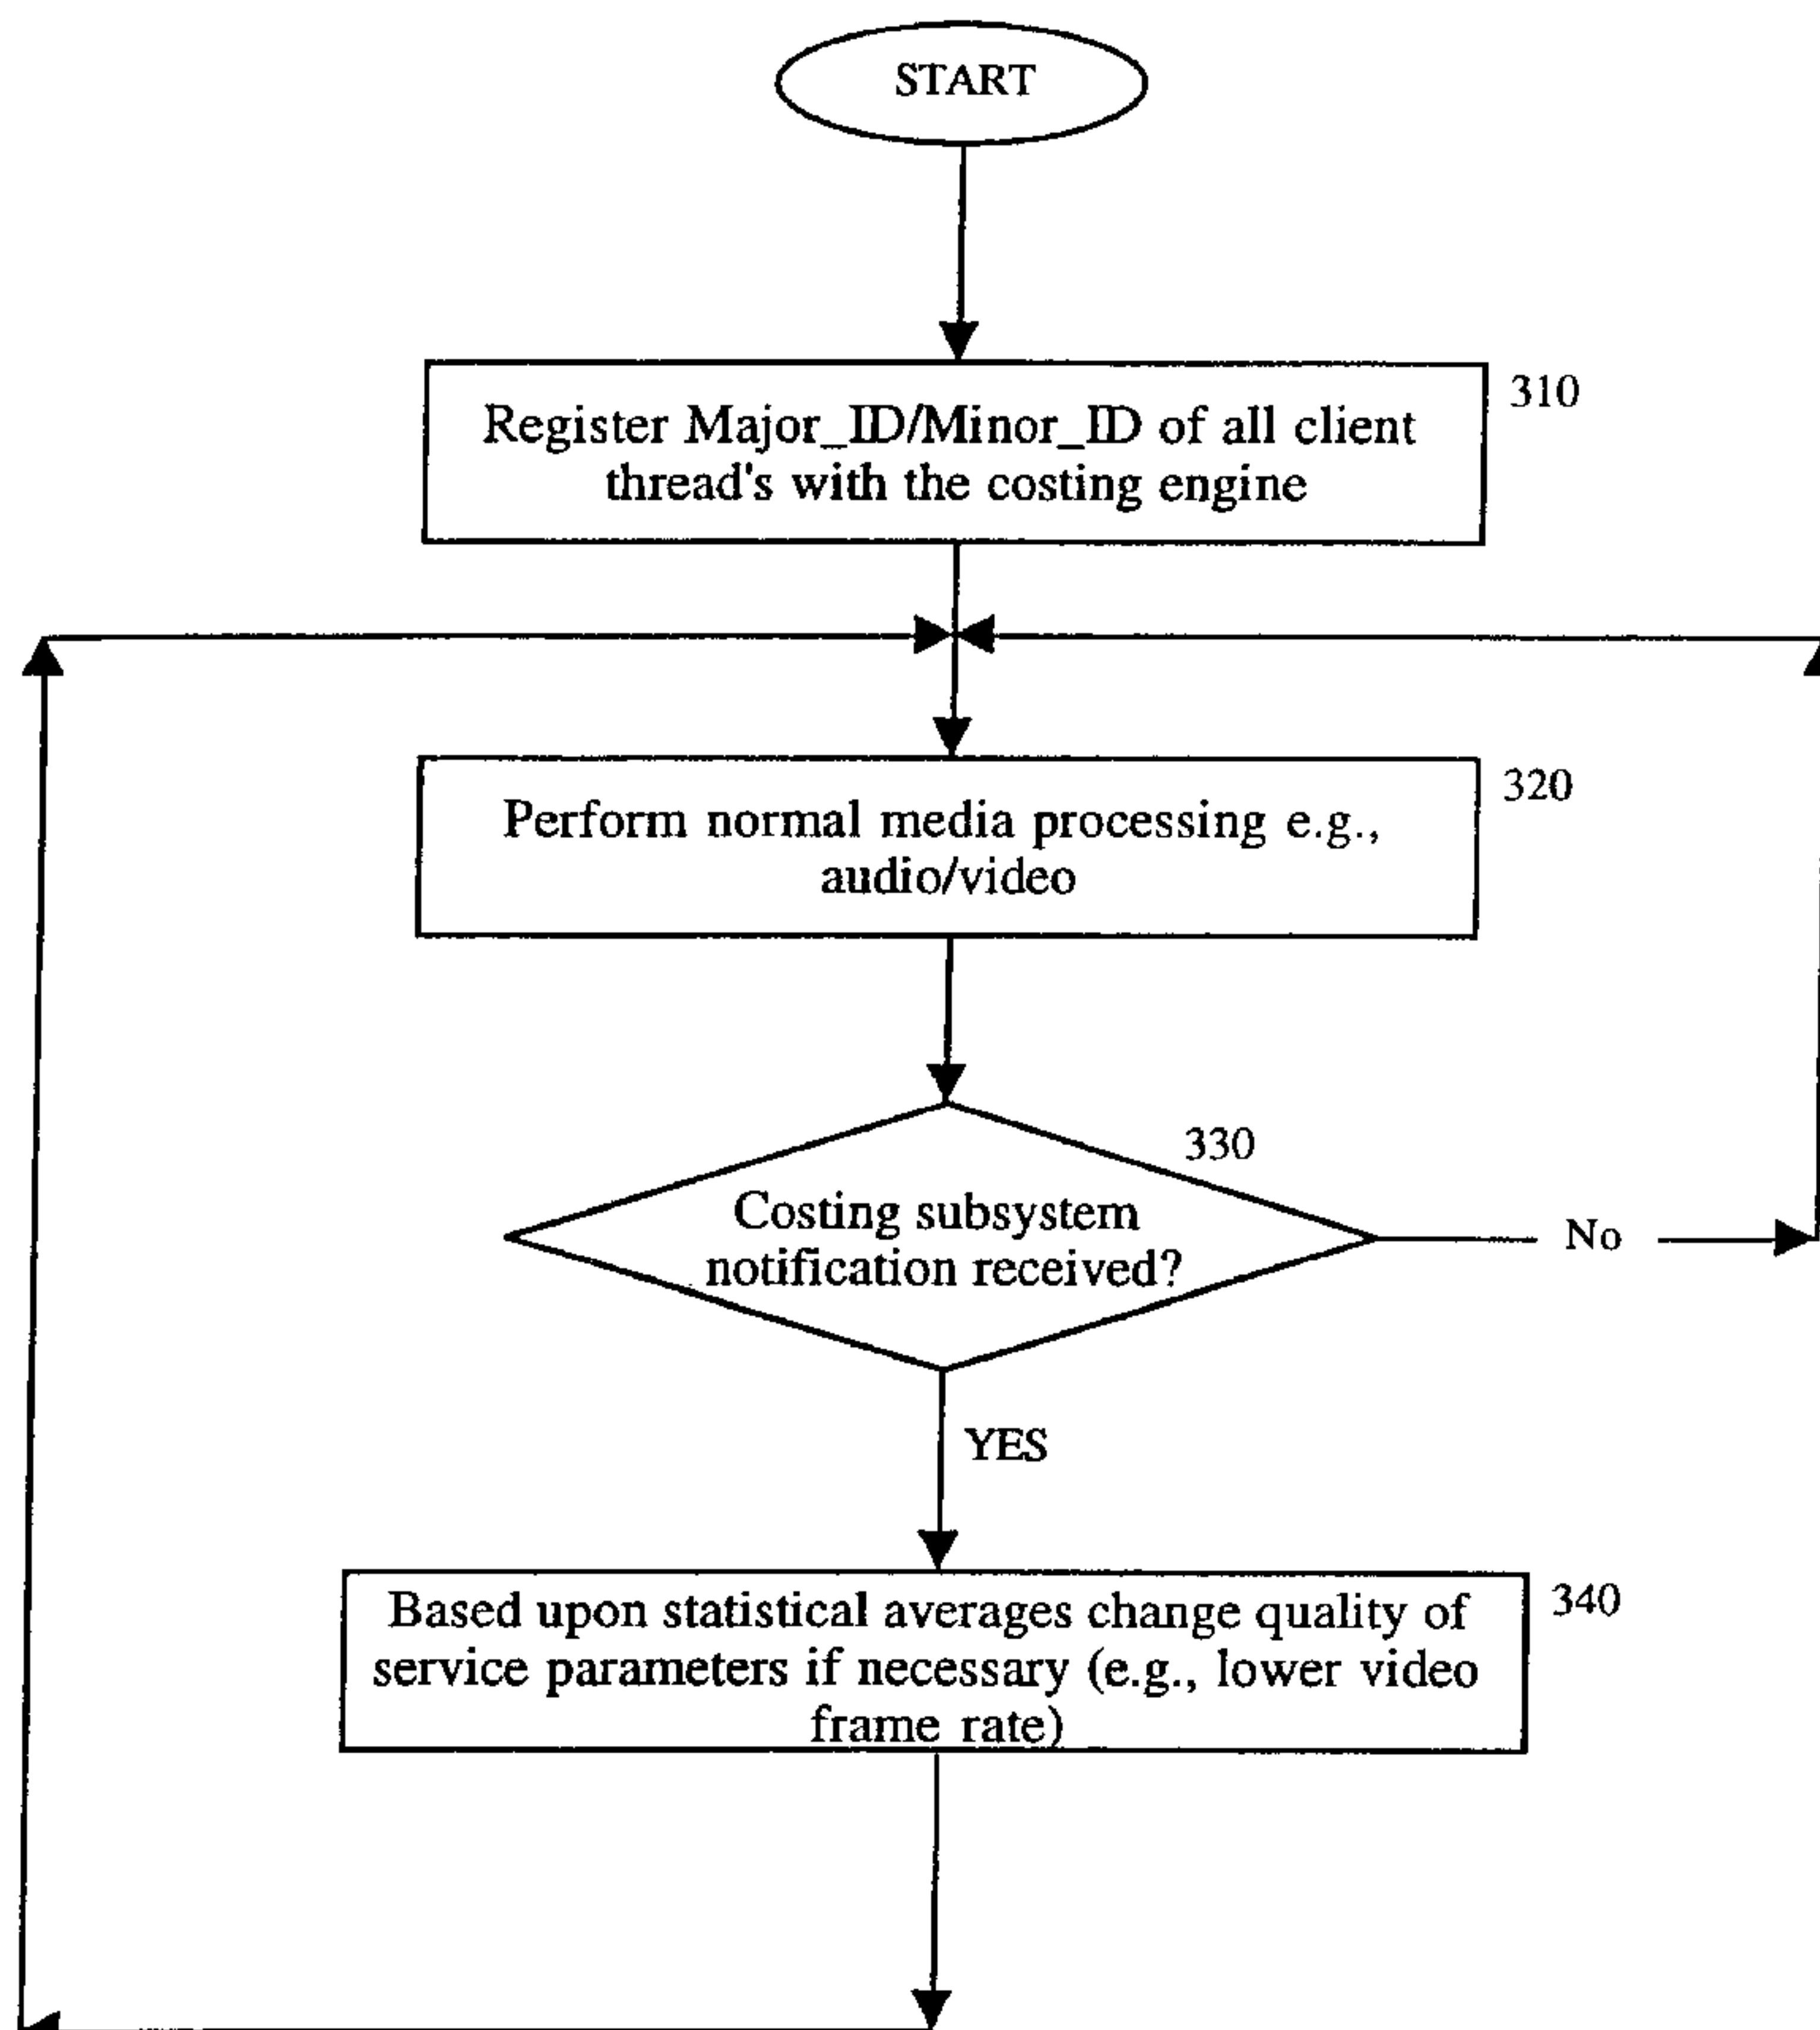 START
310
Register Major_ID/Minor_ID of all client
thread's with the costing engine
320
Perform normal media processing e.g.,
audio/video
330
Costing subsystem
notification received?
No
YES
340
Based upon statistical averages change quality of
service parameters if necessary (e.g., lower video
frame rate)